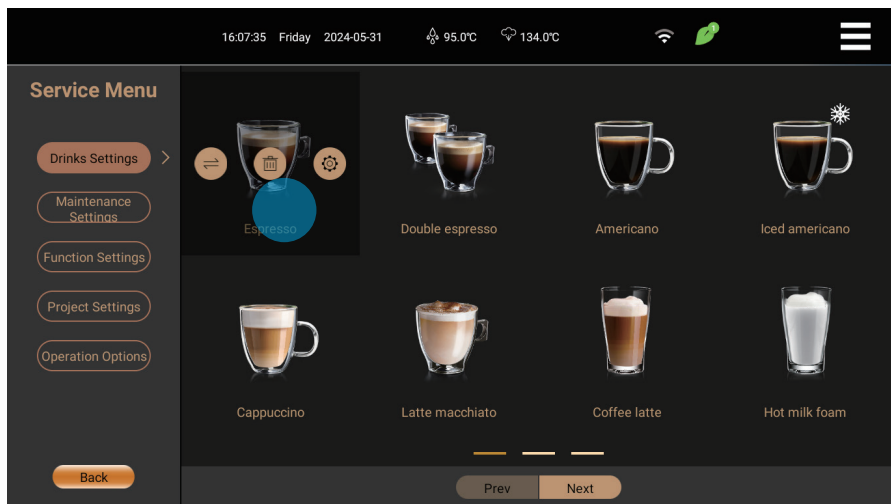 16:07:35 Friday 2024-05-31 95.0℃ 134.0℃ 1
Service Menu
Drinks Settings
Maintenance
Settings
Function Settings
Project Settings
Operation Options
Back
Espresso Double espresso Americano Iced americano
Cappuccino Latte macchiato Coffee latte Hot milk foam
Prev Next